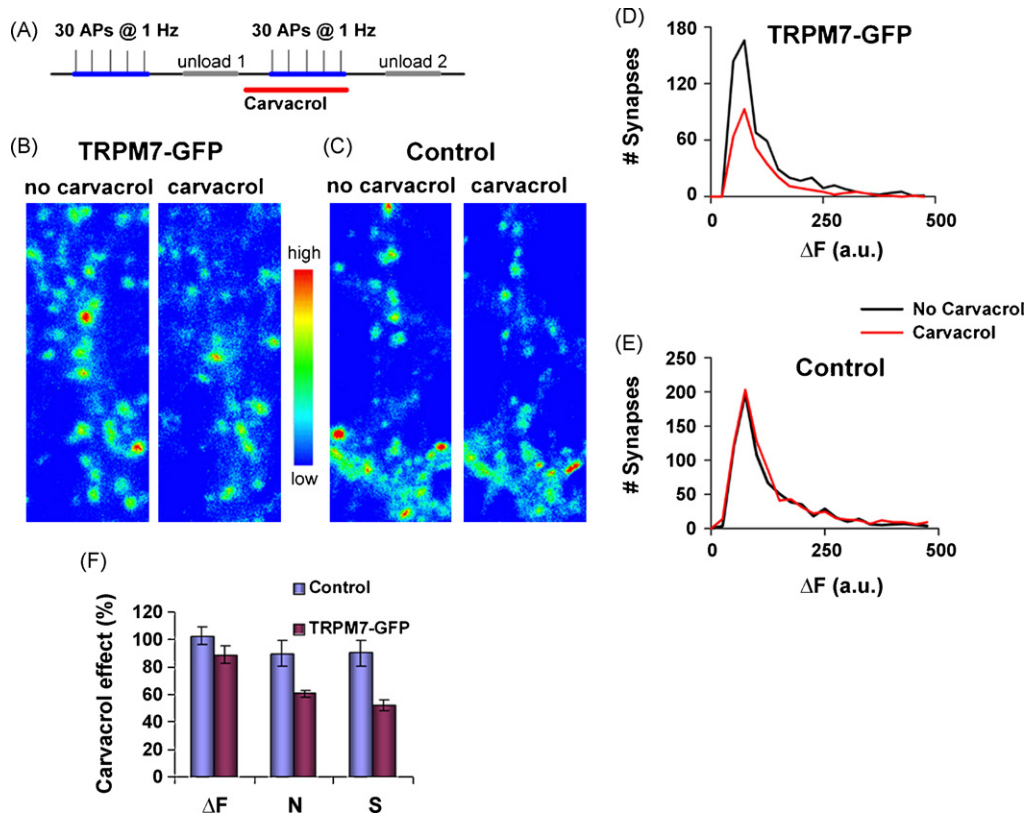 (A)
30 APs @ 1 Hz
30 APs @ 1 Hz
unload 1
unload 2
Carvacrol
(B)
TRPM7-GFP
no carvacrol
carvacrol
high
low
(C)
Control
no carvacrol
carvacrol
(D)
TRPM7-GFP
# Synapses
180
120
60
0
0
250
500
ΔF (a.u.)
No Carvacrol
Carvacrol
(E)
Control
# Synapses
250
200
150
100
50
0
0
250
500
ΔF (a.u.)
(F)
Control
TRPM7-GFP
Carvacrol effect (%)
120
100
80
60
40
20
0
ΔF
N
S